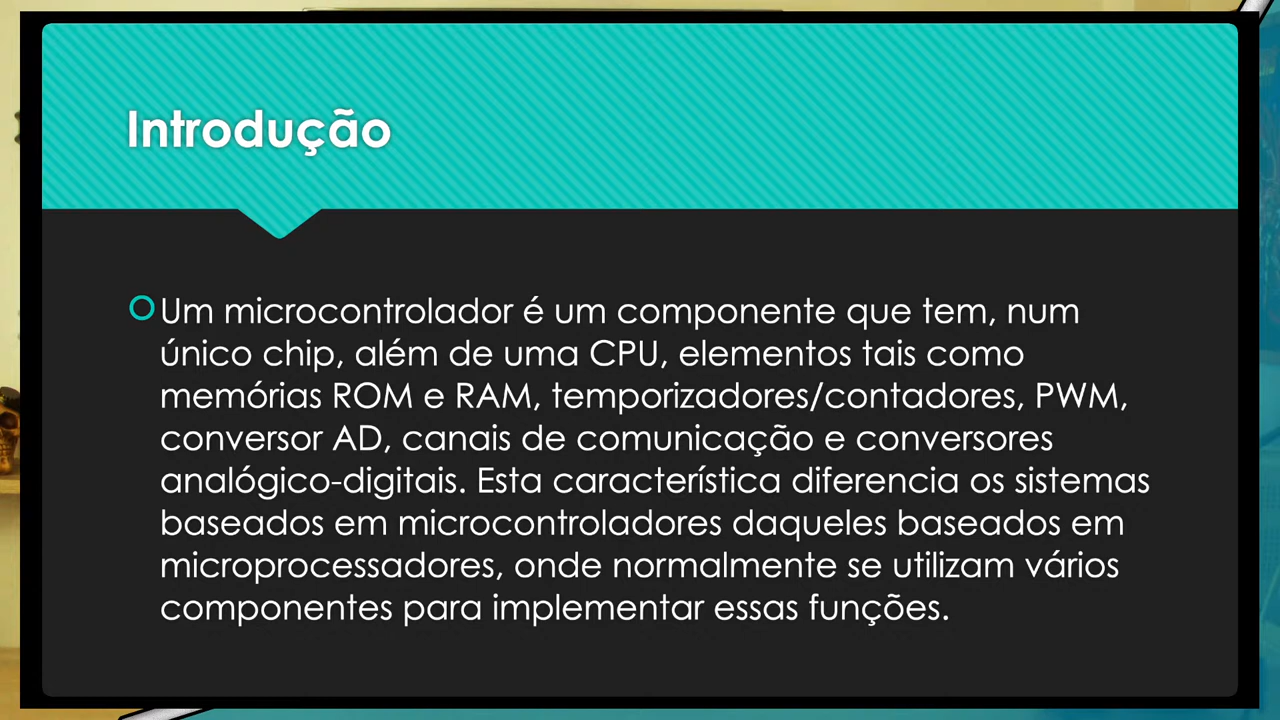 Introdução
Um microcontrolador é um componente que tem, num
único chip, além de uma CPU, elementos tais como
memórias ROM e RAM, temporizadores/contadores, PWM,
conversor AD, canais de comunicação e conversores
analógico-digitais. Esta característica diferencia os sistemas
baseados em microcontroladores daqueles baseados em
microprocessadores, onde normalmente se utilizam vários
componentes para implementar essas funções.